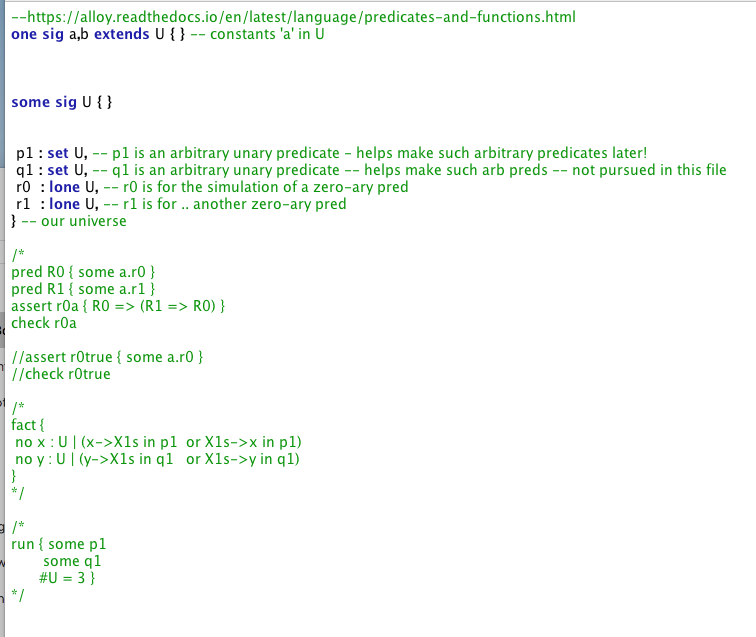 --https://alloy.readthedocs.io/en/latest/language/predicates-and-functions.html
one sig a,b extends U { } -- constants 'a' in U
some sig U { }
p1 : set U, -- p1 is an arbitrary unary predicate – helps make such arbitrary predicates later!
q1 : set U, -- q1 is an arbitrary unary predicate -- helps make such arb preds -- not pursued in this file
r0 : lone U, -- r0 is for the simulation of a zero-ary pred
r1 : lone U, -- r1 is for .. another zero-ary pred
} -- our universe
/*
pred R0 { some a.r0 }
pred R1 { some a.r1 }
assert r0a { R0 => (R1 => R0) }
check r0a
//assert r0true { some a.r0 }
//check r0true
/*
fact {
no x : U | (x->X1s in p1 or X1s->x in p1)
no y : U | (y->X1s in q1 or X1s->y in q1)
}
*/
/*
run { some p1
some q1
#U = 3 }
*/